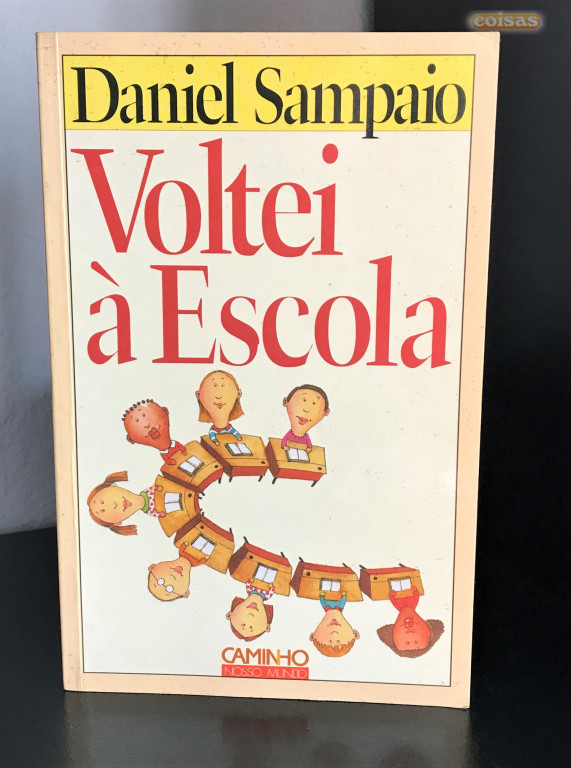 coisas
Daniel Sampaio
Voltei
à Escola
CAMINHO
NOSSO MUNDO